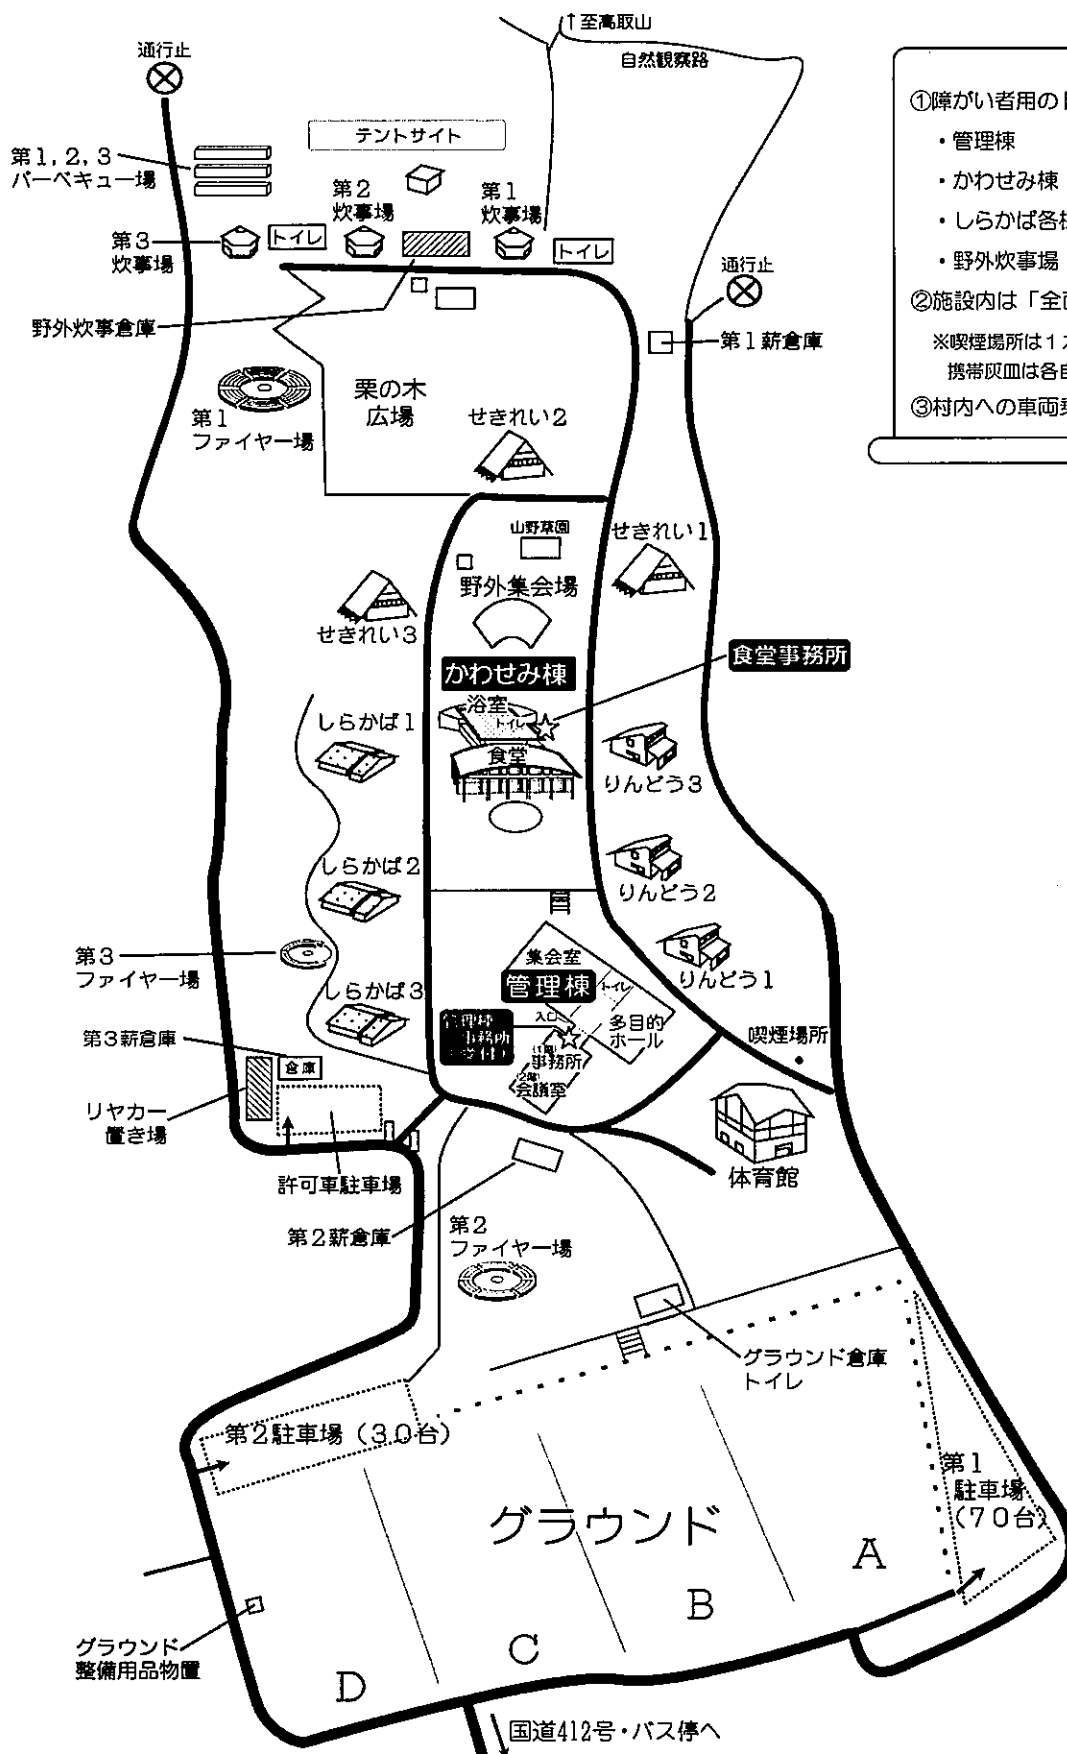 ↑至高取山
自然観察路
通行止
テントサイト
第1,2,3
バーベキュー場
第2
炊事場
第1
炊事場
トイレ
トイレ
第3
炊事場
通行止
野外炊事倉庫
第1薪倉庫
栗の木
広場
第1
ファイヤー場
せきれい2
①障がい者用の
・管理棟
・かわせみ棟
・しらかば各
・野外炊事場
②施設内は「全
※喫煙場所は1
携帯灰皿は各自
③村内への車両
山野草園
せきれい1
野外集会場
せきれい3
かわせみ棟
食堂事務所
浴室
トイレ
食堂
しらかば1
りんどう3
しらかば2
りんどう2
第3
ファイヤー場
集会室
管理棟
トイレ
りんどう1
しらかば3
入口
多目的
ホール
管理棟
事務所
(受付)
(1階)
事務所
(2階)
会議室
喫煙場所
第3薪倉庫
倉庫
リヤカー
置き場
許可車駐車場
体育館
第2薪倉庫
第2
ファイヤー場
グラウンド倉庫
トイレ
第2駐車場(30台)
第1
駐車場
(70台)
グラウンド
A
B
C
D
グラウンド
整備用品物置
国道412号・バス停へ